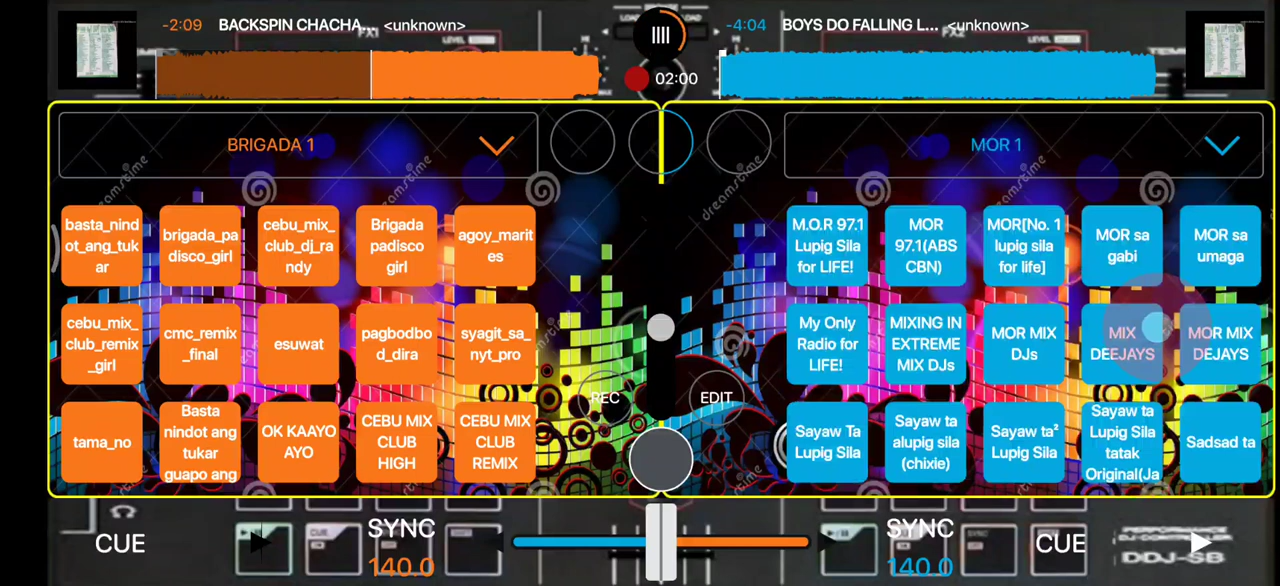 -2:09 BACKSPIN CHACHA... <unknown>
-4:04 BOYS DO FALLING L... <unknown>
02:00
BRIGADA 1
MOR 1
basta_nind
ot_ang_tuk
ar
brigada_pa
disco_girl
cebu_mix_
club_dj_ra
ndy
Brigada
padisco
girl
agoy_marit
es
M.O.R 97.1
Lupig Sila
for LIFE!
MOR
97.1(ABS
CBN)
MOR[No. 1
lupig sila
for life]
MOR sa
gabi
MOR sa
umaga
cebu_mix_
club_remix
_girl
cmc_remix
_final
esuwat
pagbodbo
d_dira
syagit_sa_
nyt_pro
My Only
Radio for
LIFE!
MIXING IN
EXTREME
MIX DJs
MOR MIX
DJs
MIX
DEEJAYS
MOR MIX
DEJAYS
REC
EDIT
tama_no
Basta
nindot ang
tukar
guapo ang
OK KAAYO
AYO
CEBU MIX
CLUB
HIGH
CEBU MIX
CLUB
REMIX
Sayaw Ta
Lupig Sila
Sayaw ta
alupig sila
(chixie)
Sayaw ta²
Lupig Sila
Sayaw ta
Lupig Sila
tatak
Original(Ja
Sadsad ta
dreamstime
dreamstime
dreamstime
dreamstime
CUE
SYNC
140.0
SYNC
140.0
CUE
DDJ-SB